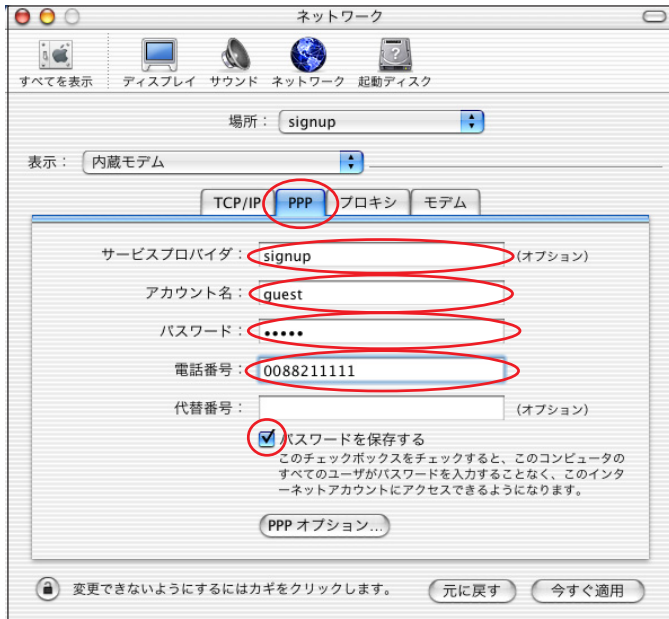 ネットワーク
すべてを表示 ディスプレイ サウンド ネットワーク 起動ディスク
場所： signup
表示： 内蔵モデム
TCP/IP PPP プロキシ モデム
サービスプロバイダ： signup (オプション)
アカウント名： guest
パスワード： •••••
電話番号： 0088211111
代替番号： (オプション)
パスワードを保存する
このチェックボックスをチェックすると、このコンピュータの
すべてのユーザがパスワードを入力することなく、このインタ
ーネットアカウントにアクセスできるようになります。
PPP オプション...
変更できないようにするにはカギをクリックします。 元に戻す 今すぐ適用